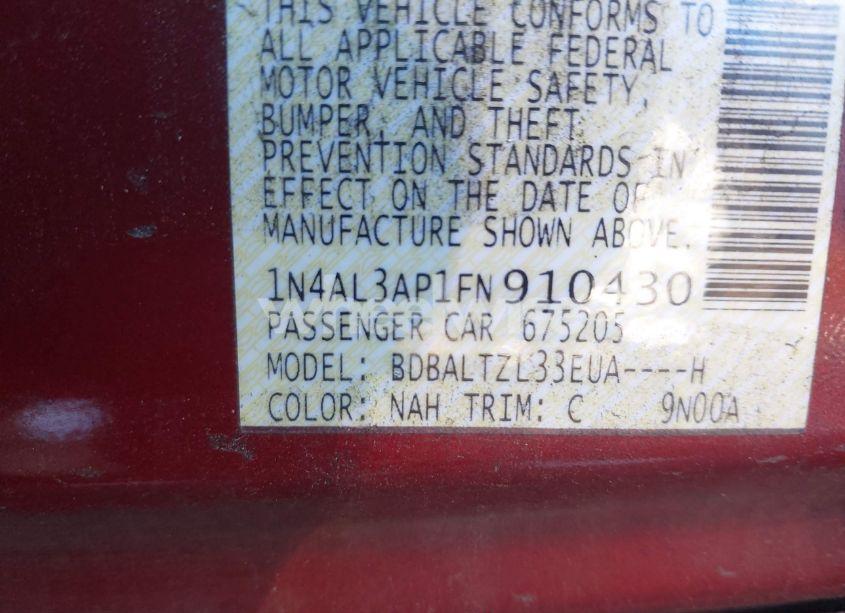 THIS VEHICLE CONFORMS TO
ALL APPLICABLE FEDERAL
MOTOR VEHICLE SAFETY,
BUMPER, AND THEFT
PREVENTION STANDARDS IN
EFFECT ON THE DATE OF
MANUFACTURE SHOWN ABOVE.
1N4AL3AP1FN910430
PASSENGER CAR 675205
MODEL: BDBALTZL33EUA----H
COLOR: NAH TRIM: C 9N00A